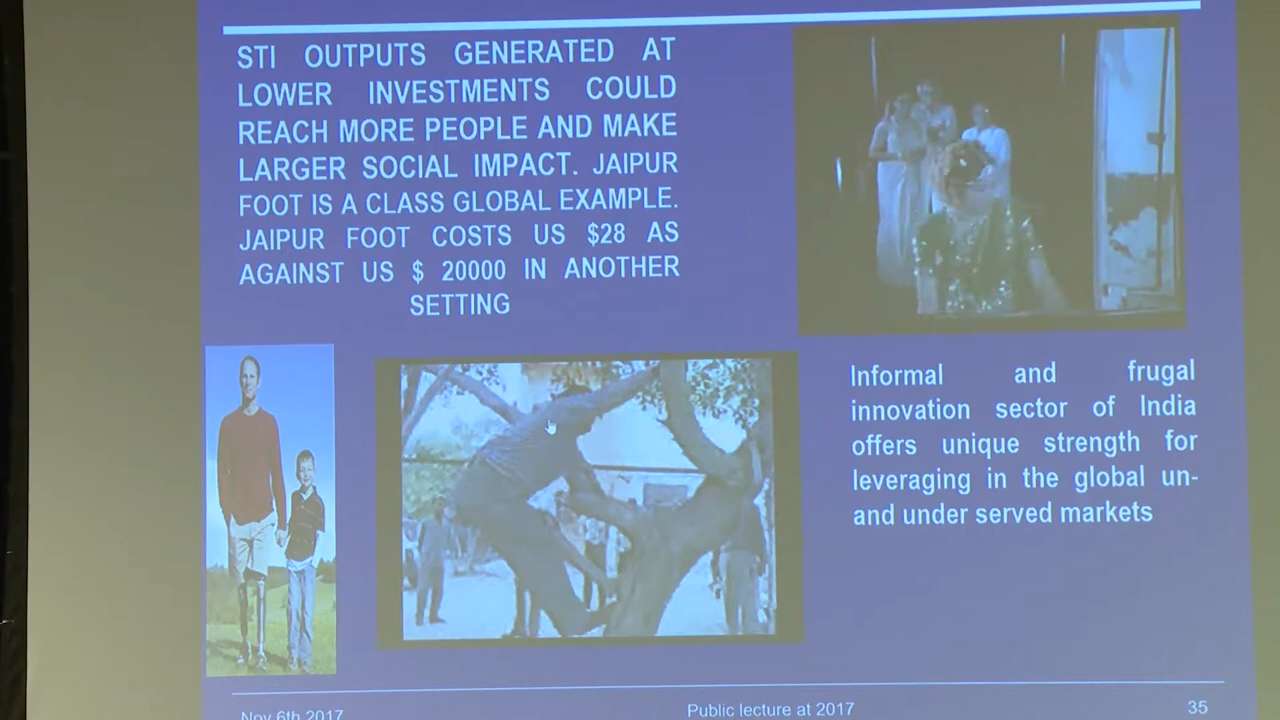 STI OUTPUTS GENERATED AT
LOWER INVESTMENTS COULD
REACH MORE PEOPLE AND MAKE
LARGER SOCIAL IMPACT. JAIPUR
FOOT IS A CLASS GLOBAL EXAMPLE.
JAIPUR FOOT COSTS US $28 AS
AGAINST US $ 20000 IN ANOTHER
SETTING
Informal and frugal
innovation sector of India
offers unique strength for
leveraging in the global un-
and under served markets
Nov 6th 2017
Public lecture at 2017
35